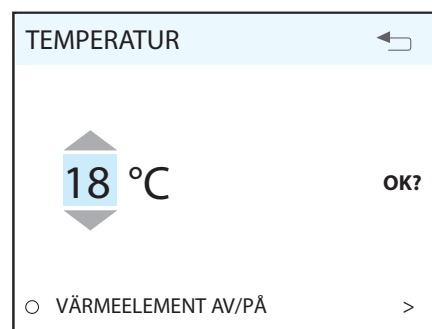 TEMPERATUR
18 °C
OK?
VÄRMEELEMENT AV/PÅ >